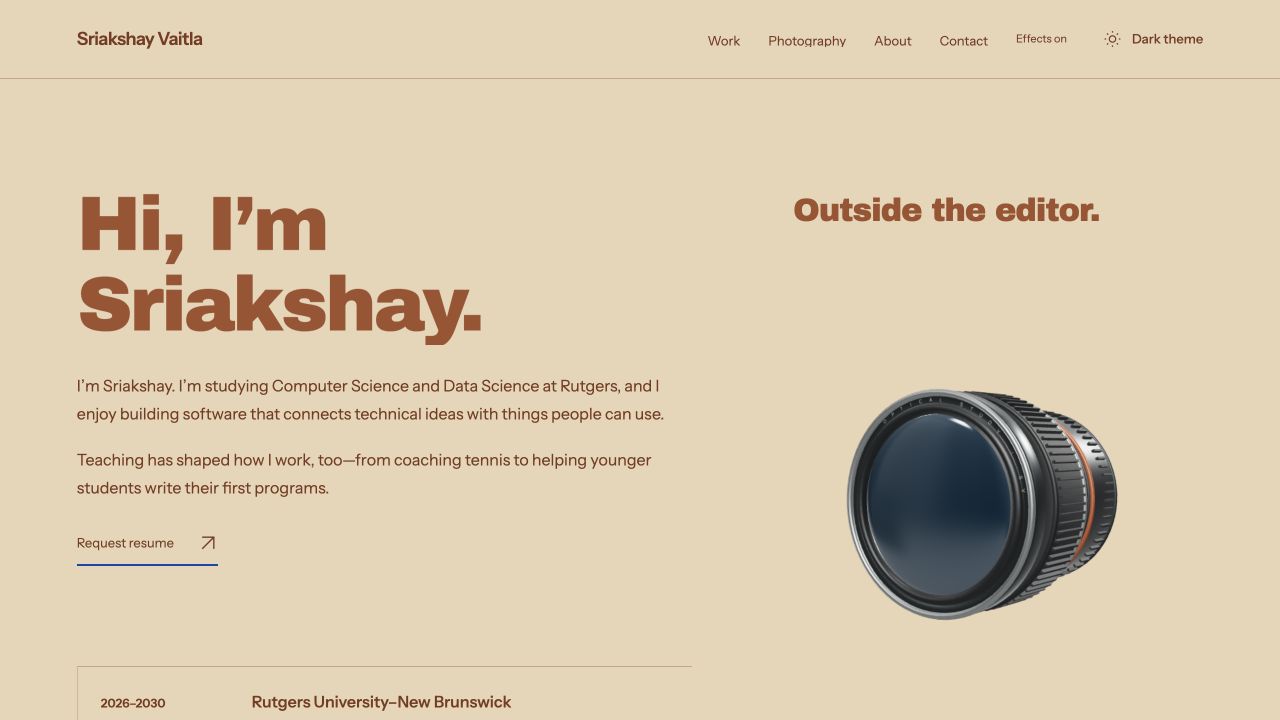 Sriakshay Vaitla
Work
Photography
About
Contact
Effects on
Dark theme
Hi, I’m
Sriakshay.
I’m Sriakshay. I’m studying Computer Science and Data Science at Rutgers, and I
enjoy building software that connects technical ideas with things people can use.
Teaching has shaped how I work, too—from coaching tennis to helping younger
students write their first programs.
Request resume
Outside the editor.
2026–2030
Rutgers University–New Brunswick